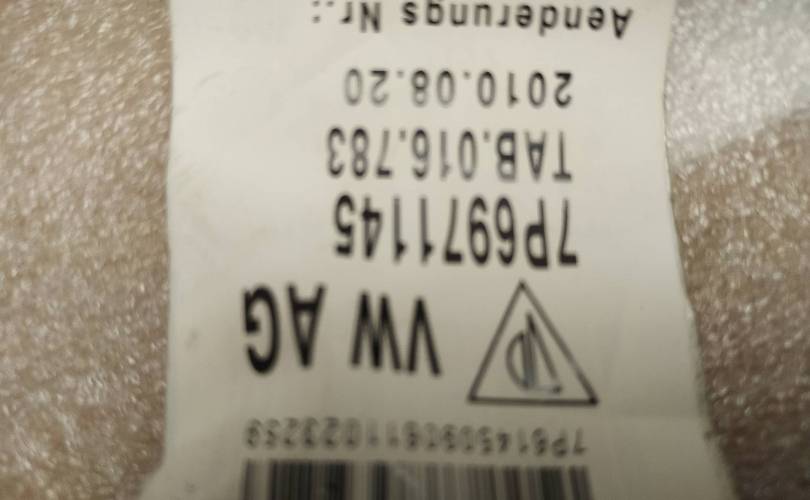 VW AG
7P6971145
TAB.016.783
2010.08.20
Aenderungs Nr.: